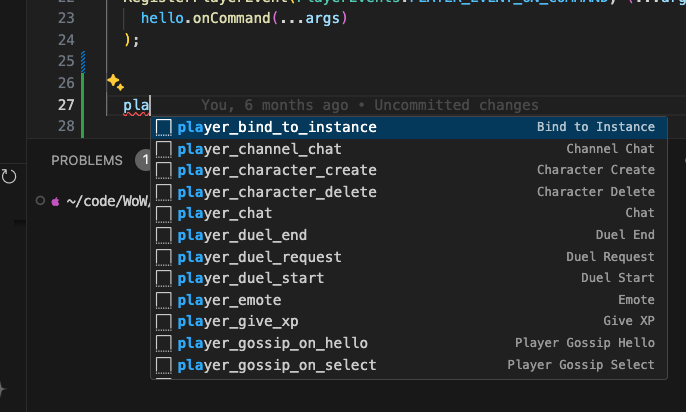 22 RegisterPlayerEvent(PlayerEvents.PLAYER_EVENT_ON_COMMAND, (...arg
23 hello.onCommand(...args)
24 );
25
26
27 pla You, 6 months ago • Uncommitted changes
28
player_bind_to_instance Bind to Instance
player_channel_chat Channel Chat
player_character_create Character Create
player_character_delete Character Delete
player_chat Chat
player_duel_end Duel End
player_duel_request Duel Request
player_duel_start Duel Start
player_emote Emote
player_give_xp Give XP
player_gossip_on_hello Player Gossip Hello
player_gossip_on_select Player Gossip Select
PROBLEMS 1
~/code/WoW/